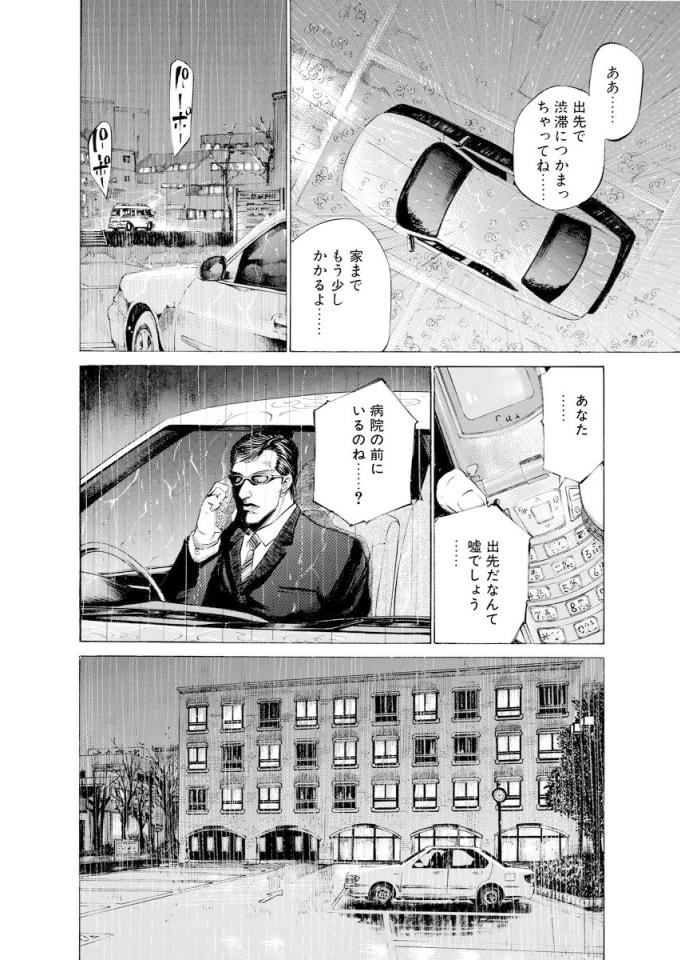 ああ……
出先で
渋滞につかまっ
ちゃってね……
家まで
もう少し
かかるよ……
パーポー
パーポー
あなた
……
出先だなんて
嘘でしょう
……
病院の前に
いるのね……？